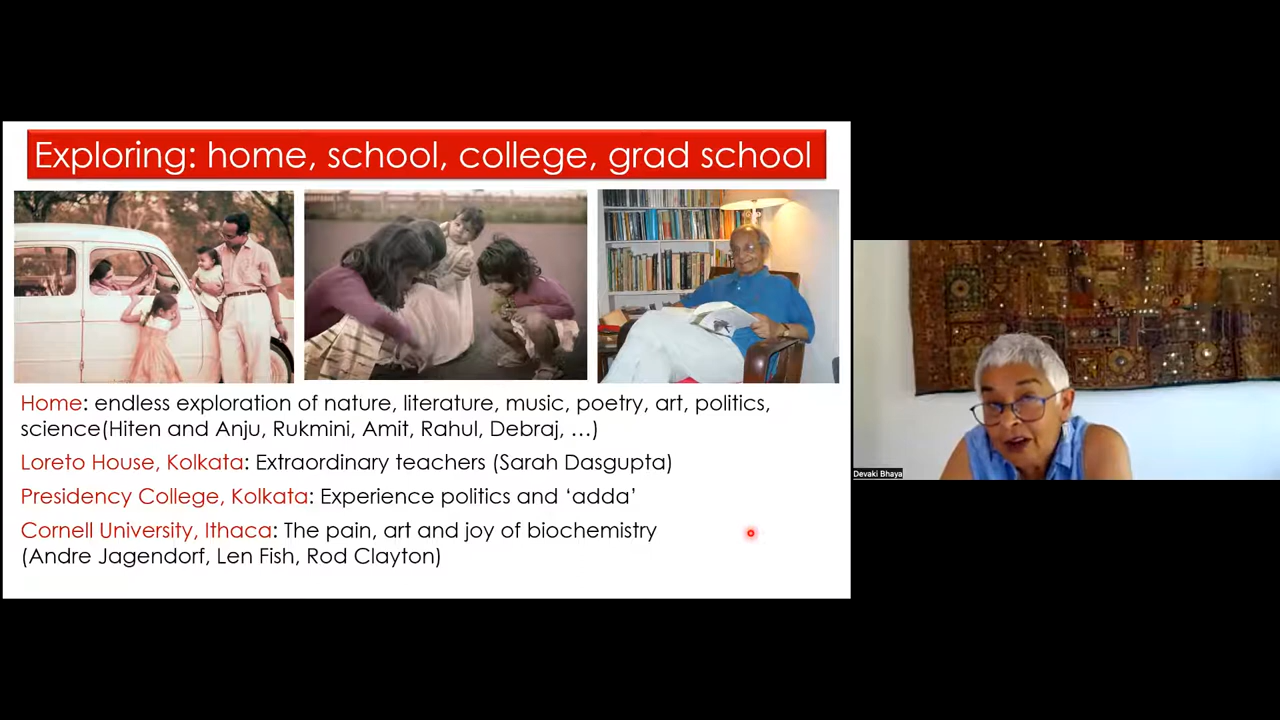 Exploring: home, school, college, grad school
Home: endless exploration of nature, literature, music, poetry, art, politics,
science(Hiten and Anju, Rukmini, Amit, Rahul, Debraj, …)
Loreto House, Kolkata: Extraordinary teachers (Sarah Dasgupta)
Presidency College, Kolkata: Experience politics and ‘adda’
Cornell University, Ithaca: The pain, art and joy of biochemistry
(Andre Jagendorf, Len Fish, Rod Clayton)
Devaki Bhaya